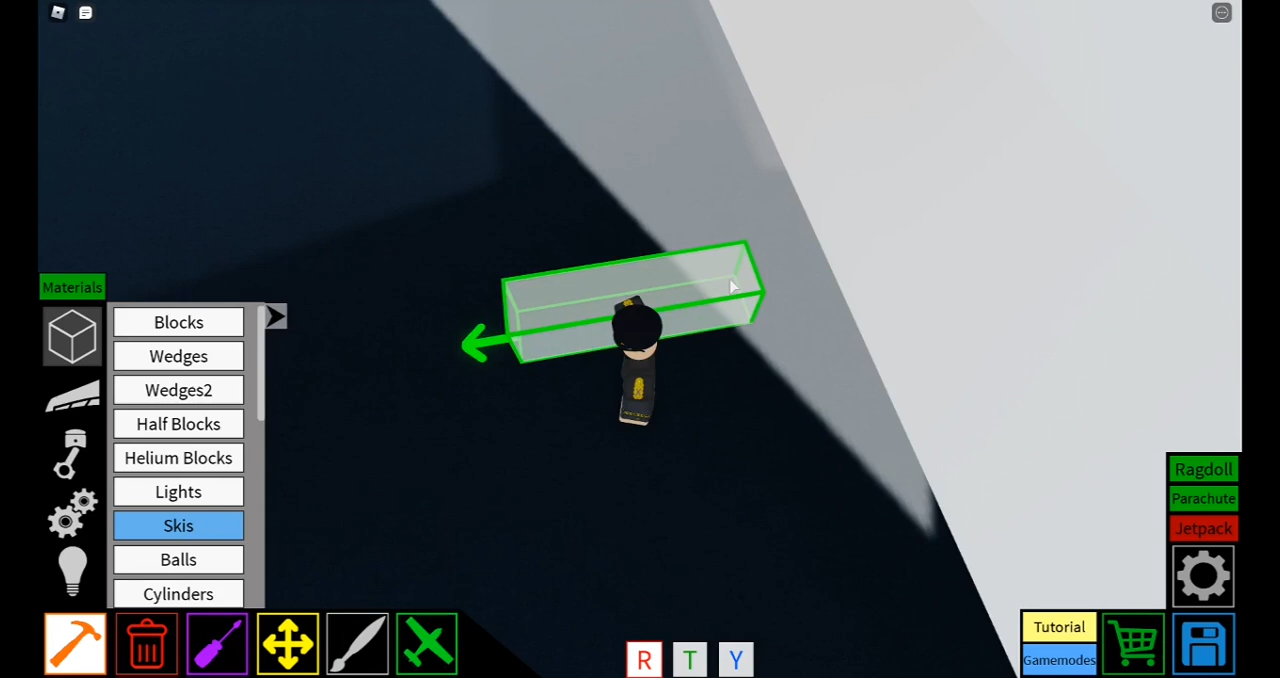 Materials
Blocks
Wedges
Wedges2
Half Blocks
Helium Blocks
Lights
Skis
Balls
Cylinders
Ragdoll
Parachute
Jetpack
Tutorial
Gamemodes
R T Y